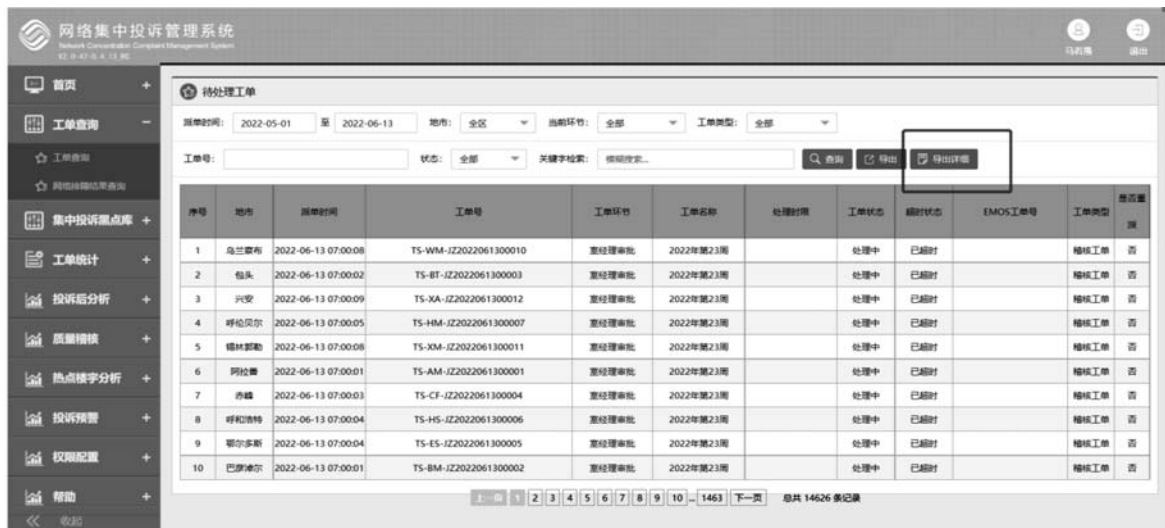 网络集中投诉管理系统
Network Concentration Complaint Management System
退出
首页 +
工单查询 −
工单查询
网络排障结果查询
集中投诉黑点库 +
工单统计 +
投诉后分析 +
质量稽核 +
热点楼宇分析 +
投诉预警 +
权限配置 +
帮助 +
收起
待处理工单
派单时间: 2022-05-01 至 2022-06-13 地市: 全区 当前环节: 全部 工单类型: 全部
工单号: 状态: 全部 关键字检索: 模糊搜索... 查询 导出 导出详细
序号 地市 派单时间 工单号 工单环节 工单名称 处理时限 工单状态 超时状态 EMOS工单号 工单类型 是否重派
1 乌兰察布 2022-06-13 07:00:08 TS-WM-JZ2022061300010 室经理审批 2022年第23周 处理中 已超时 稽核工单 否
2 包头 2022-06-13 07:00:02 TS-BT-JZ2022061300003 室经理审批 2022年第23周 处理中 已超时 稽核工单 否
3 兴安 2022-06-13 07:00:09 TS-XA-JZ2022061300012 室经理审批 2022年第23周 处理中 已超时 稽核工单 否
4 呼伦贝尔 2022-06-13 07:00:05 TS-HM-JZ2022061300007 室经理审批 2022年第23周 处理中 已超时 稽核工单 否
5 锡林郭勒 2022-06-13 07:00:08 TS-XM-JZ2022061300011 室经理审批 2022年第23周 处理中 已超时 稽核工单 否
6 阿拉善 2022-06-13 07:00:01 TS-AM-JZ2022061300001 室经理审批 2022年第23周 处理中 已超时 稽核工单 否
7 赤峰 2022-06-13 07:00:03 TS-CF-JZ2022061300004 室经理审批 2022年第23周 处理中 已超时 稽核工单 否
8 呼和浩特 2022-06-13 07:00:04 TS-HS-JZ2022061300006 室经理审批 2022年第23周 处理中 已超时 稽核工单 否
9 鄂尔多斯 2022-06-13 07:00:04 TS-ES-JZ2022061300005 室经理审批 2022年第23周 处理中 已超时 稽核工单 否
10 巴彦淖尔 2022-06-13 07:00:01 TS-BM-JZ2022061300002 室经理审批 2022年第23周 处理中 已超时 稽核工单 否
上一页 1 2 3 4 5 6 7 8 9 10 ... 1463 下一页 总共 14626 条记录